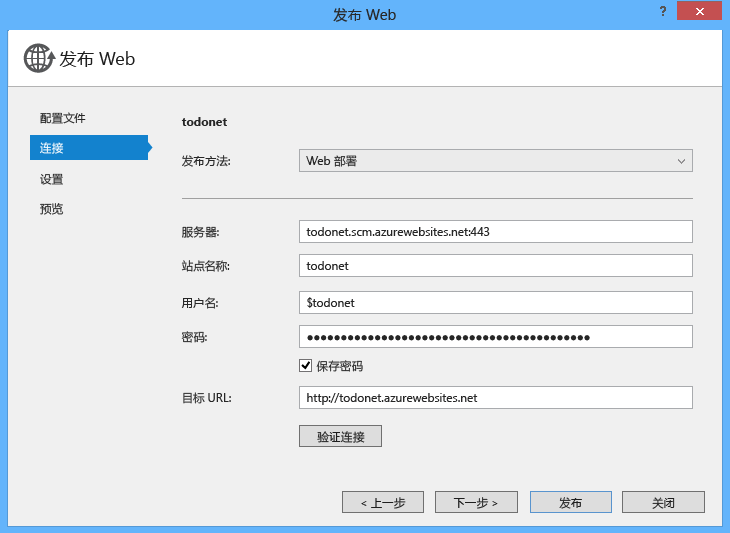 发布 Web
?
发布 Web
配置文件
连接
设置
预览
todonet
发布方法: Web 部署
服务器: todonet.scm.azurewebsites.net:443
站点名称: todonet
用户名: $todonet
密码: ●●●●●●●●●●●●●●●●●●●●●●●●●●●●●●●●●●●●●●●●●●
保存密码
目标 URL: http://todonet.azurewebsites.net
验证连接
< 上一步 下一步 > 发布 关闭